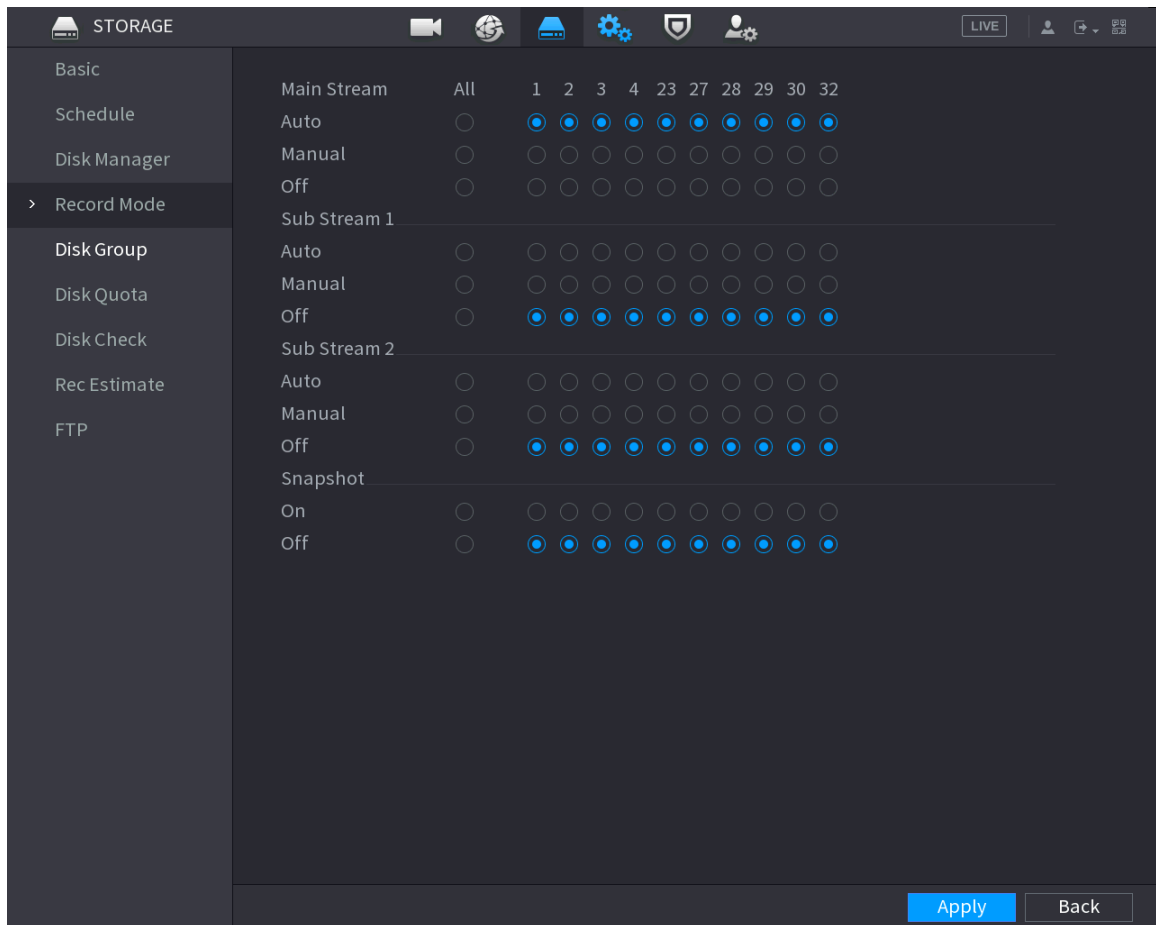 STORAGE LIVE
Basic
Schedule
Disk Manager
Record Mode
Disk Group
Disk Quota
Disk Check
Rec Estimate
FTP
Main Stream All 1 2 3 4 23 27 28 29 30 32
Auto
Manual
Off
Sub Stream 1
Auto
Manual
Off
Sub Stream 2
Auto
Manual
Off
Snapshot
On
Off
Apply Back